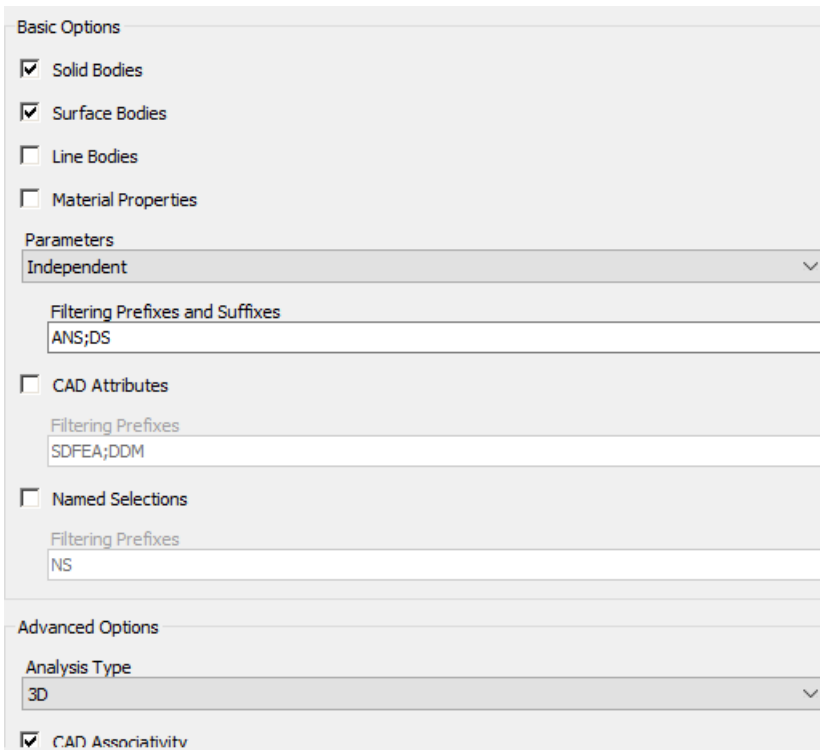 Basic Options
Solid Bodies
Surface Bodies
Line Bodies
Material Properties
Parameters
Independent
Filtering Prefixes and Suffixes
ANS;DS
CAD Attributes
Filtering Prefixes
SDFEA;DDM
Named Selections
Filtering Prefixes
NS
Advanced Options
Analysis Type
3D
CAD Associativity